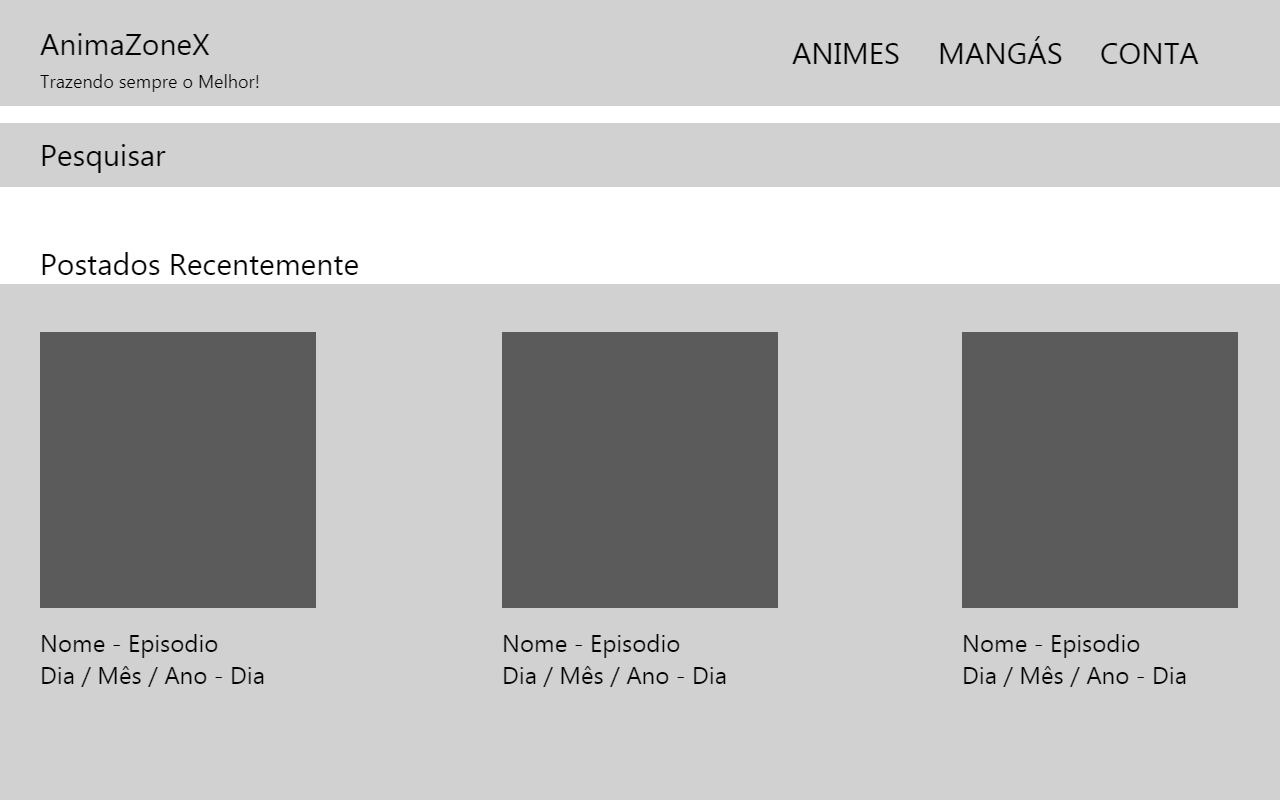 AnimaZoneX
Trazendo sempre o Melhor!
ANIMES MANGÁS CONTA
Pesquisar
Postados Recentemente
Nome - Episodio
Dia / Mês / Ano - Dia
Nome - Episodio
Dia / Mês / Ano - Dia
Nome - Episodio
Dia / Mês / Ano - Dia